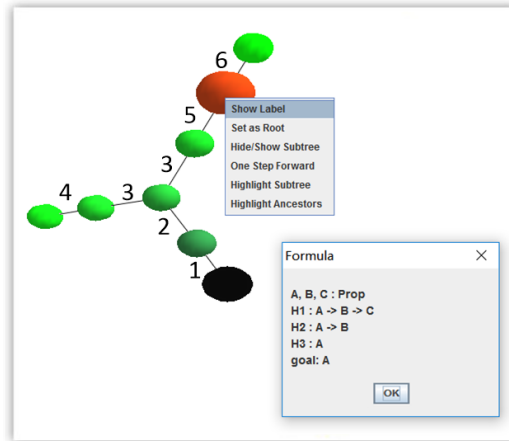 6
5
3
4
3
2
1
Show Label
Set as Root
Hide/Show Subtree
One Step Forward
Highlight Subtree
Highlight Ancestors
Formula
A, B, C : Prop
H1 : A -> B -> C
H2 : A -> B
H3 : A
goal: A
OK